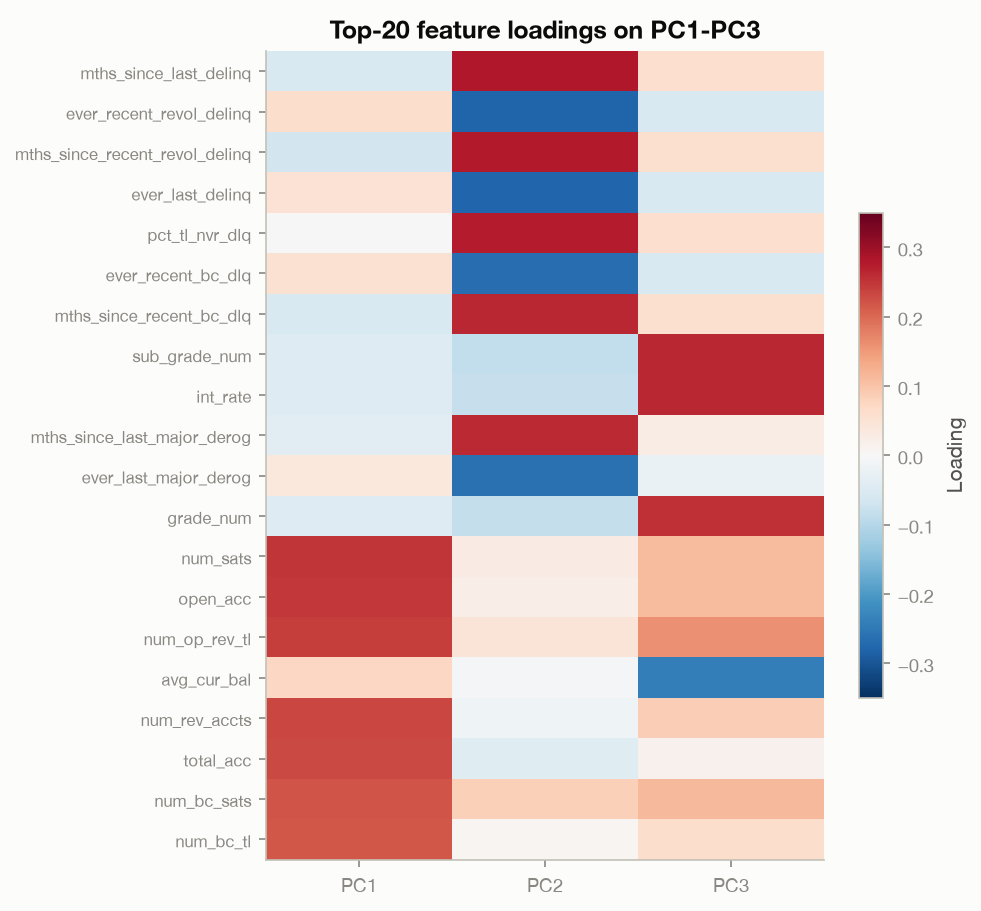 Top-20 feature loadings on PC1-PC3
mths_since_last_delinq
ever_recent_revol_delinq
mths_since_recent_revol_delinq
ever_last_delinq
pct_tl_nvr_dlq
ever_recent_bc_dlq
mths_since_recent_bc_dlq
sub_grade_num
int_rate
mths_since_last_major_derog
ever_last_major_derog
grade_num
num_sats
open_acc
num_op_rev_tl
avg_cur_bal
num_rev_accts
total_acc
num_bc_sats
num_bc_tl
PC1
PC2
PC3
0.3
0.2
0.1
0.0
−0.1
−0.2
−0.3
Loading